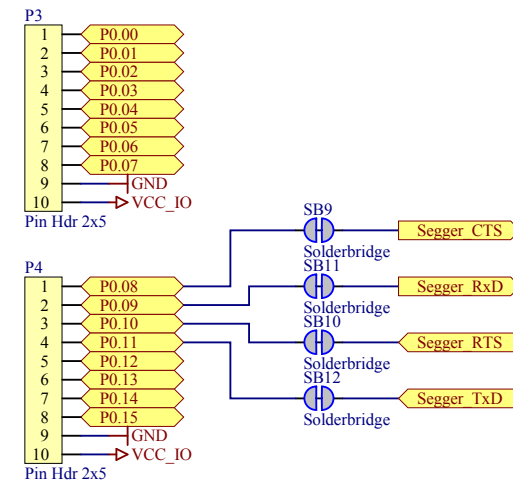 P3
1 P0.00
2 P0.01
3 P0.02
4 P0.03
5 P0.04
6 P0.05
7 P0.06
8 P0.07
9 GND
10 VCC_IO
Pin Hdr 2x5
SB9
Segger_CTS
Solderbridge
SB11
Segger_RxD
Solderbridge
SB10
Segger_RTS
Solderbridge
SB12
Segger_TxD
Solderbridge
P4
1 P0.08
2 P0.09
3 P0.10
4 P0.11
5 P0.12
6 P0.13
7 P0.14
8 P0.15
9 GND
10 VCC_IO
Pin Hdr 2x5